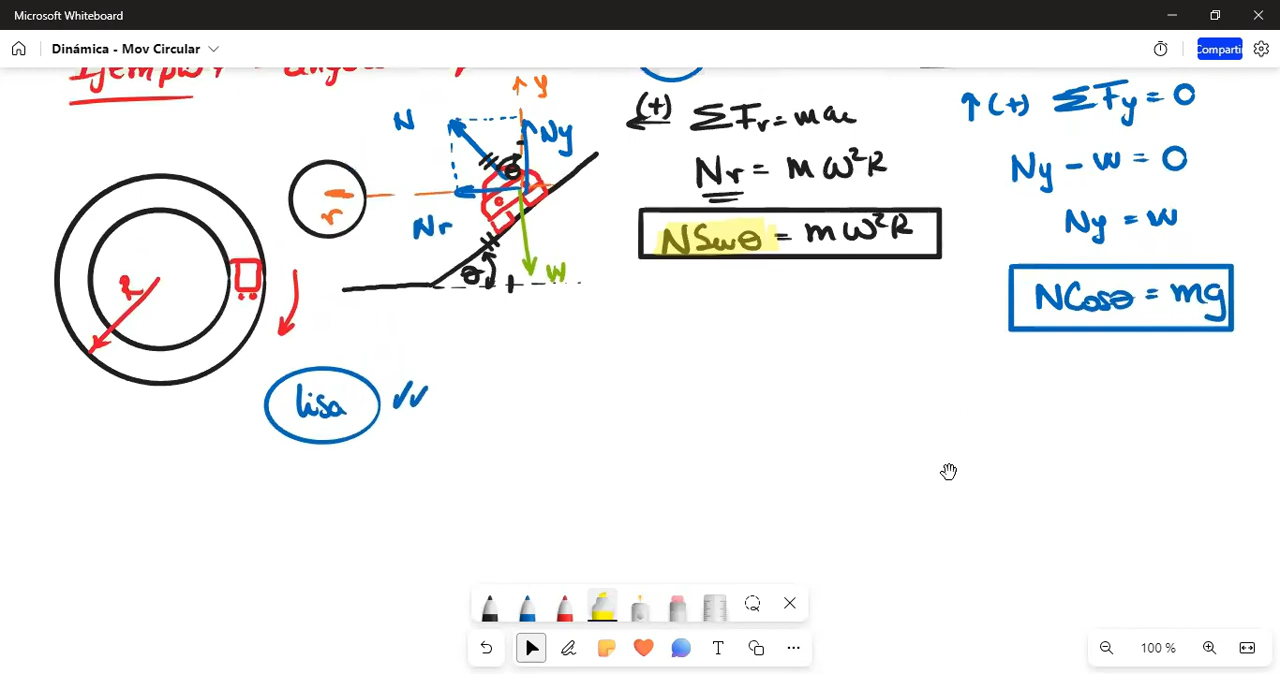 Microsoft Whiteboard
Dinámica - Mov Circular
Compartir
Ejemplo
y
N
Ny
θ
r
Nr
θ
W
R
lisa
(+) ΣFr = mac
Nr = mω²R
NSenθ = mω²R
↑(+) ΣFy = 0
Ny - W = 0
Ny = W
NCosθ = mg
T
100 %